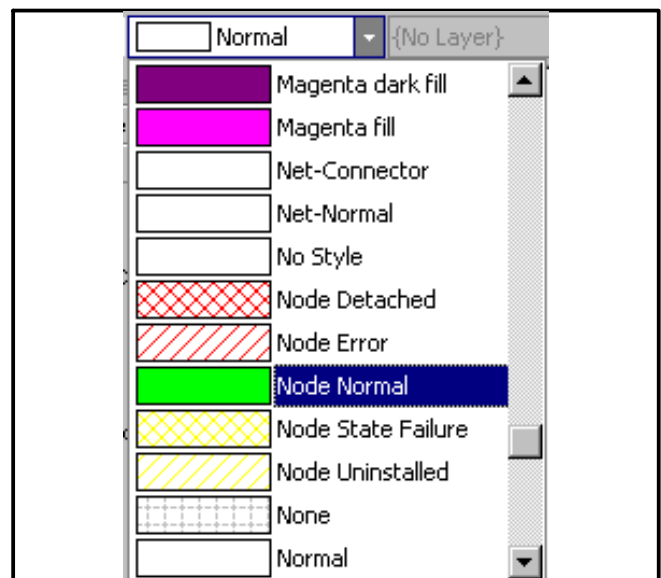 Normal {No Layer}
Magenta dark fill
Magenta fill
Net-Connector
Net-Normal
No Style
Node Detached
Node Error
Node Normal
Node State Failure
Node Uninstalled
None
Normal